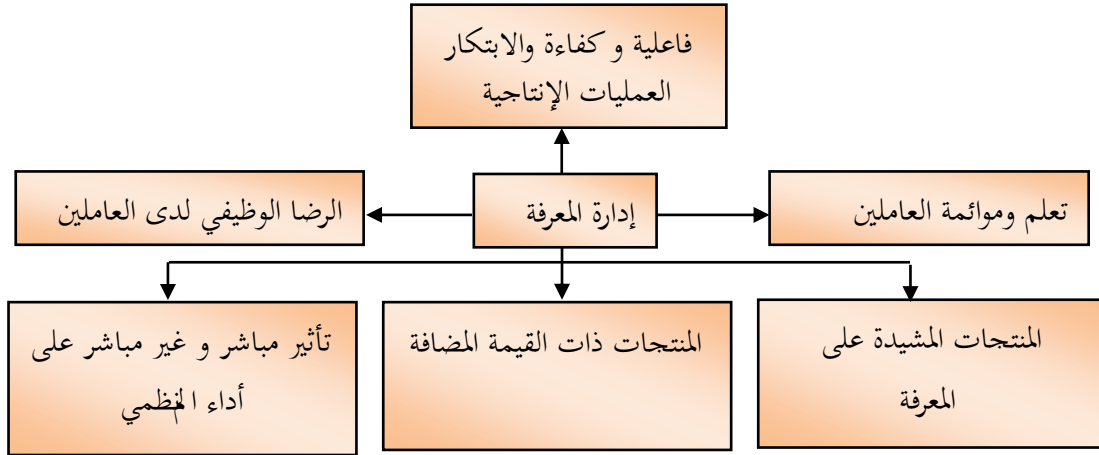 فاعلية و كفاءة والابتكار
العمليات الإنتاجية
تعلم وموائمة العاملين
إدارة المعرفة
الرضا الوظيفي لدى العاملين
المنتجات المشيدة على
المعرفة
المنتجات ذات القيمة المضافة
تأثير مباشر و غير مباشر على
أداء